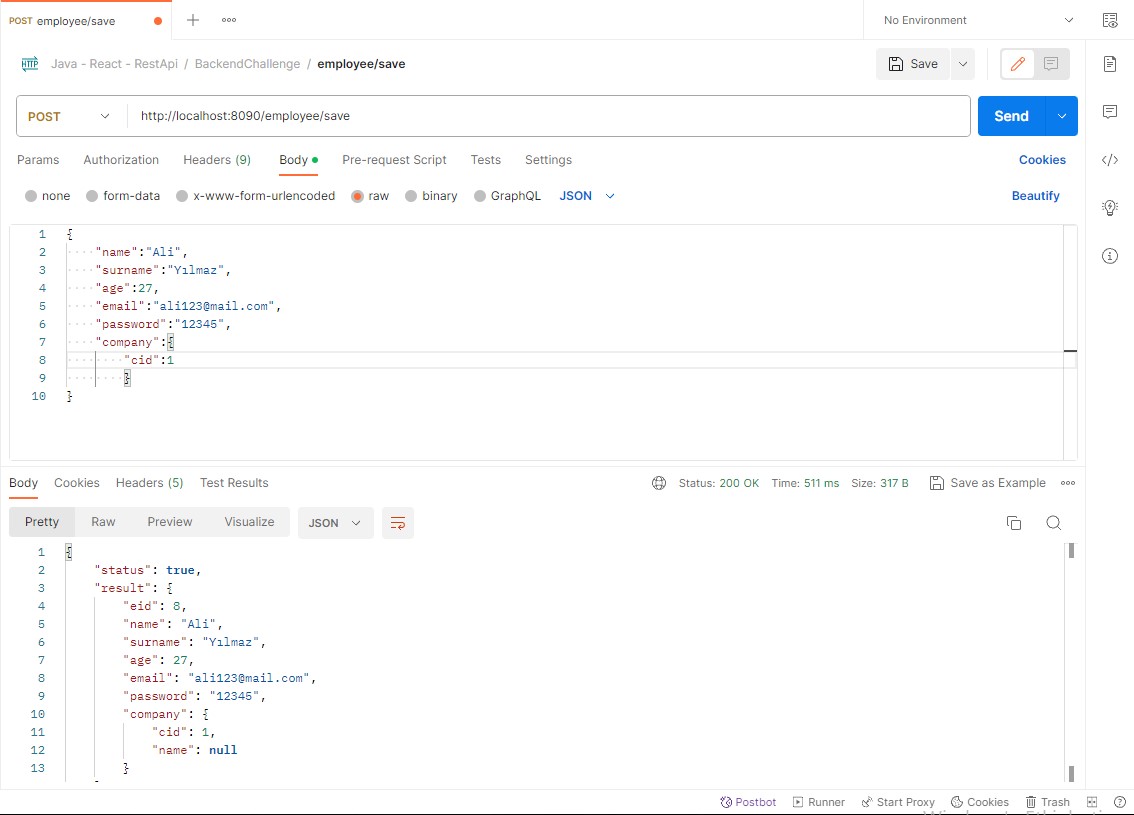 POST employee/save
No Environment
HTTP Java - React - RestApi / BackendChallenge / employee/save
Save
POST http://localhost:8090/employee/save Send
Params Authorization Headers (9) Body Pre-request Script Tests Settings Cookies
none form-data x-www-form-urlencoded raw binary GraphQL JSON Beautify
1 {
2 "name":"Ali",
3 "surname":"Yılmaz",
4 "age":27,
5 "email":"ali123@mail.com",
6 "password":"12345",
7 "company":{
8 "cid":1
9 }
10 }
Body Cookies Headers (5) Test Results Status: 200 OK Time: 511 ms Size: 317 B Save as Example
Pretty Raw Preview Visualize JSON
1 {
2 "status": true,
3 "result": {
4 "eid": 8,
5 "name": "Ali",
6 "surname": "Yılmaz",
7 "age": 27,
8 "email": "ali123@mail.com",
9 "password": "12345",
10 "company": {
11 "cid": 1,
12 "name": null
13 }
Postbot Runner Start Proxy Cookies Trash